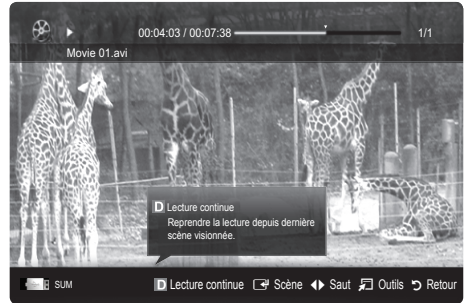 00:04:03 / 00:07:38 1/1
Movie 01.avi
D Lecture continue
Reprendre la lecture depuis dernière
scène visionnée.
SUM D Lecture continue Scène Saut Outils Retour